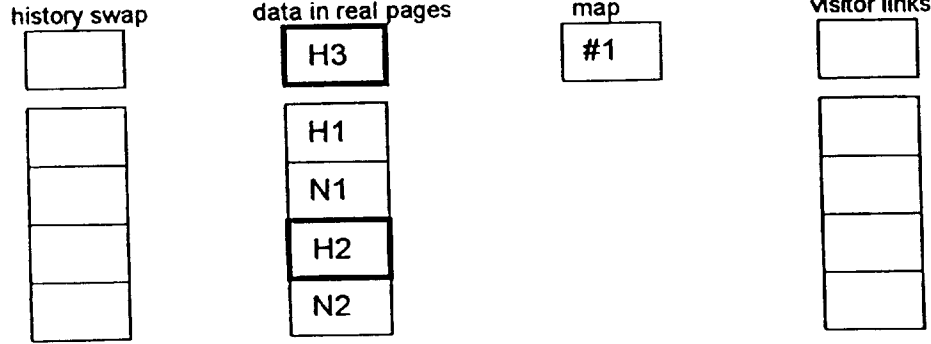 history swap data in real pages map visitor links
H3 #1
H1
N1
H2
N2